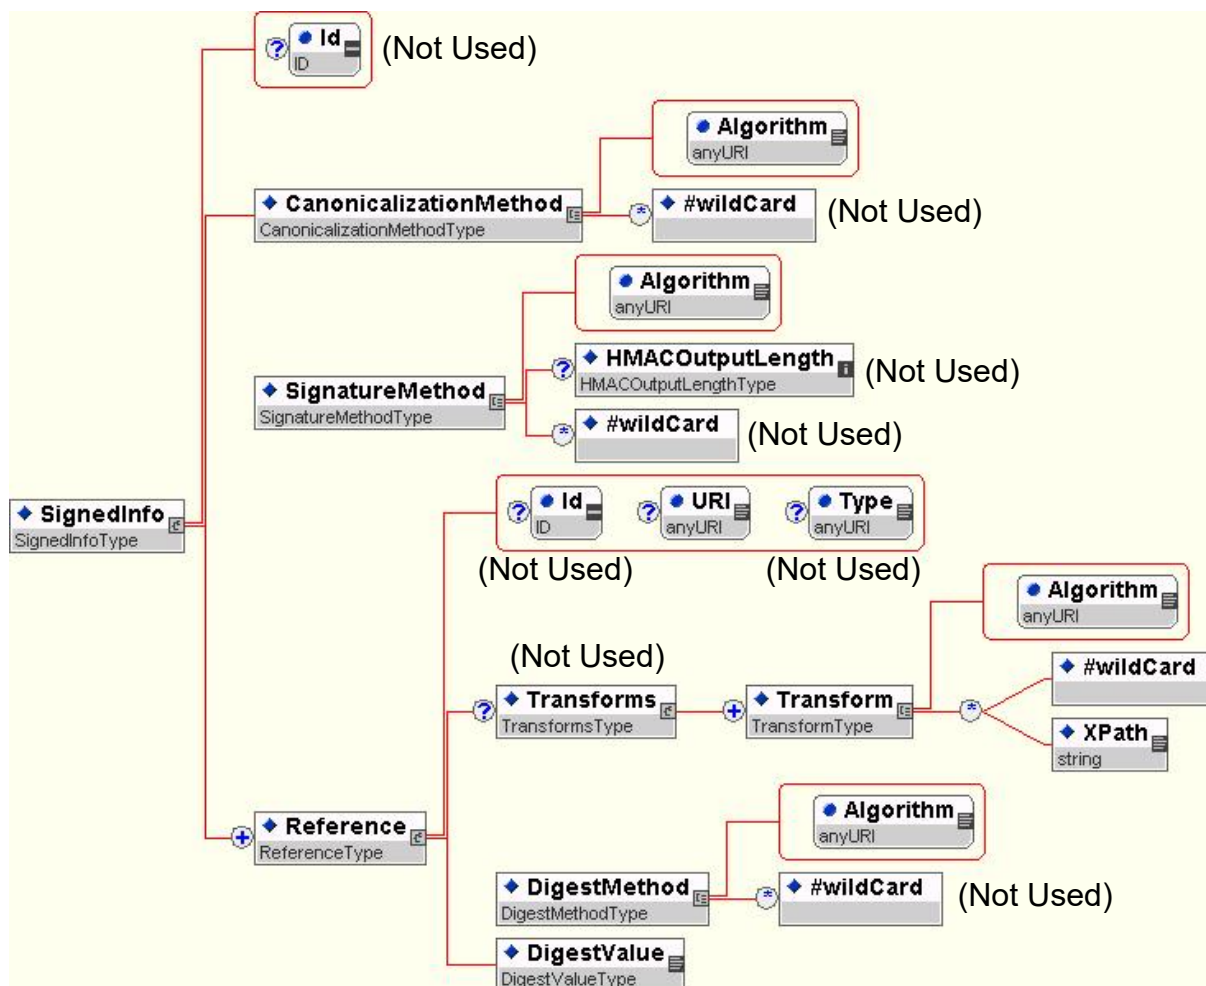 ? Id (Not Used)
ID
Algorithm
anyURI
CanonicalizationMethod
CanonicalizationMethodType
* #wildCard (Not Used)
Algorithm
anyURI
? HMACOutputLength (Not Used)
HMACOutputLengthType
SignatureMethod
SignatureMethodType
* #wildCard (Not Used)
? Id ? URI ? Type
ID anyURI anyURI
(Not Used) (Not Used)
SignedInfo
SignedInfoType
Algorithm
anyURI
(Not Used)
? Transforms + Transform *
TransformsType TransformType
#wildCard
XPath
string
Algorithm
anyURI
+ Reference
ReferenceType
DigestMethod * #wildCard (Not Used)
DigestMethodType
DigestValue
DigestValueType